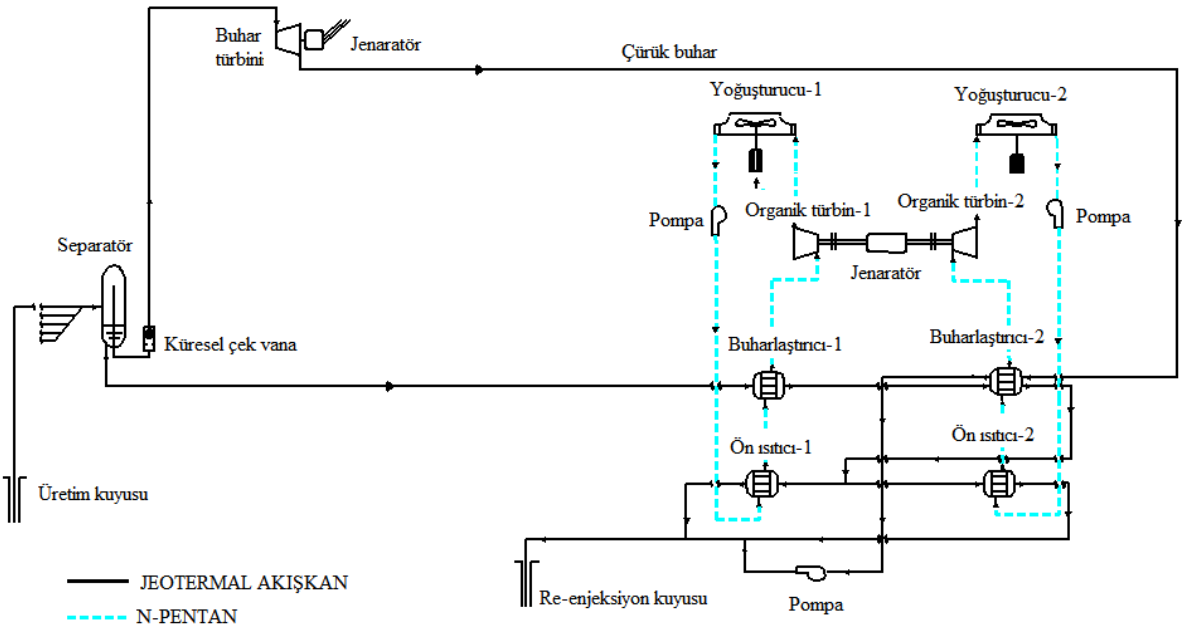 Buhar
türbini
Jenaratör
Çürük buhar
Yoğuşturucu-1
Yoğuşturucu-2
Pompa
Organik türbin-1
Organik türbin-2
Pompa
Separatör
Jenaratör
Küresel çek vana
Buharlaştırıcı-1
Buharlaştırıcı-2
Ön ısıtıcı-1
Ön ısıtıcı-2
Üretim kuyusu
JEOTERMAL AKIŞKAN
Re-enjeksiyon kuyusu
Pompa
N-PENTAN